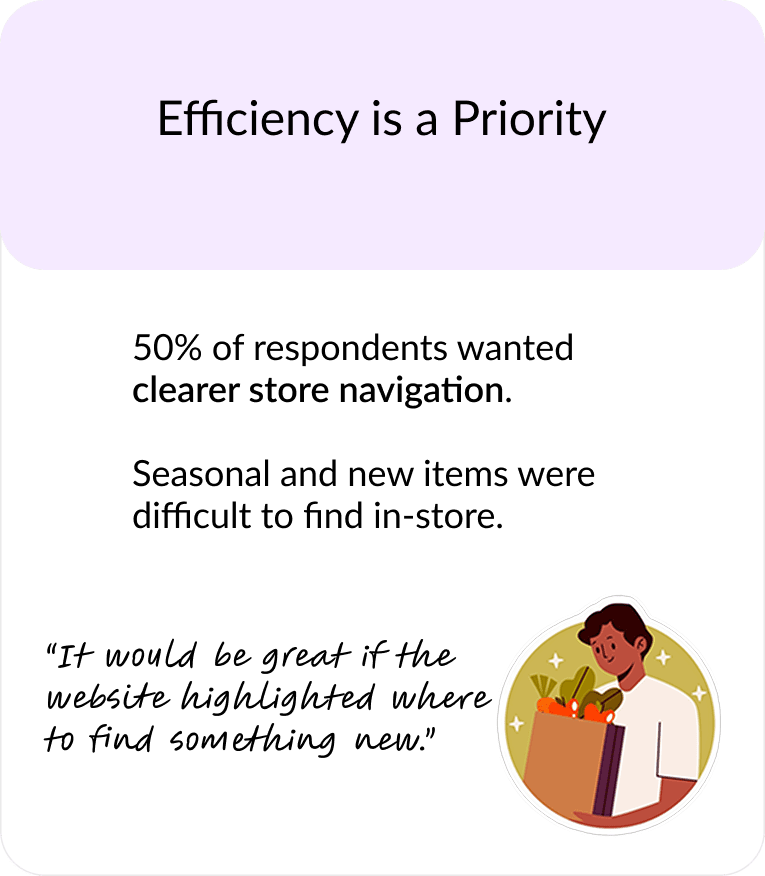 Efficiency is a Priority
50% of respondents wanted
clearer store navigation.
Seasonal and new items were
difficult to find in-store.
“It would be great if the
website highlighted where
to find something new.”